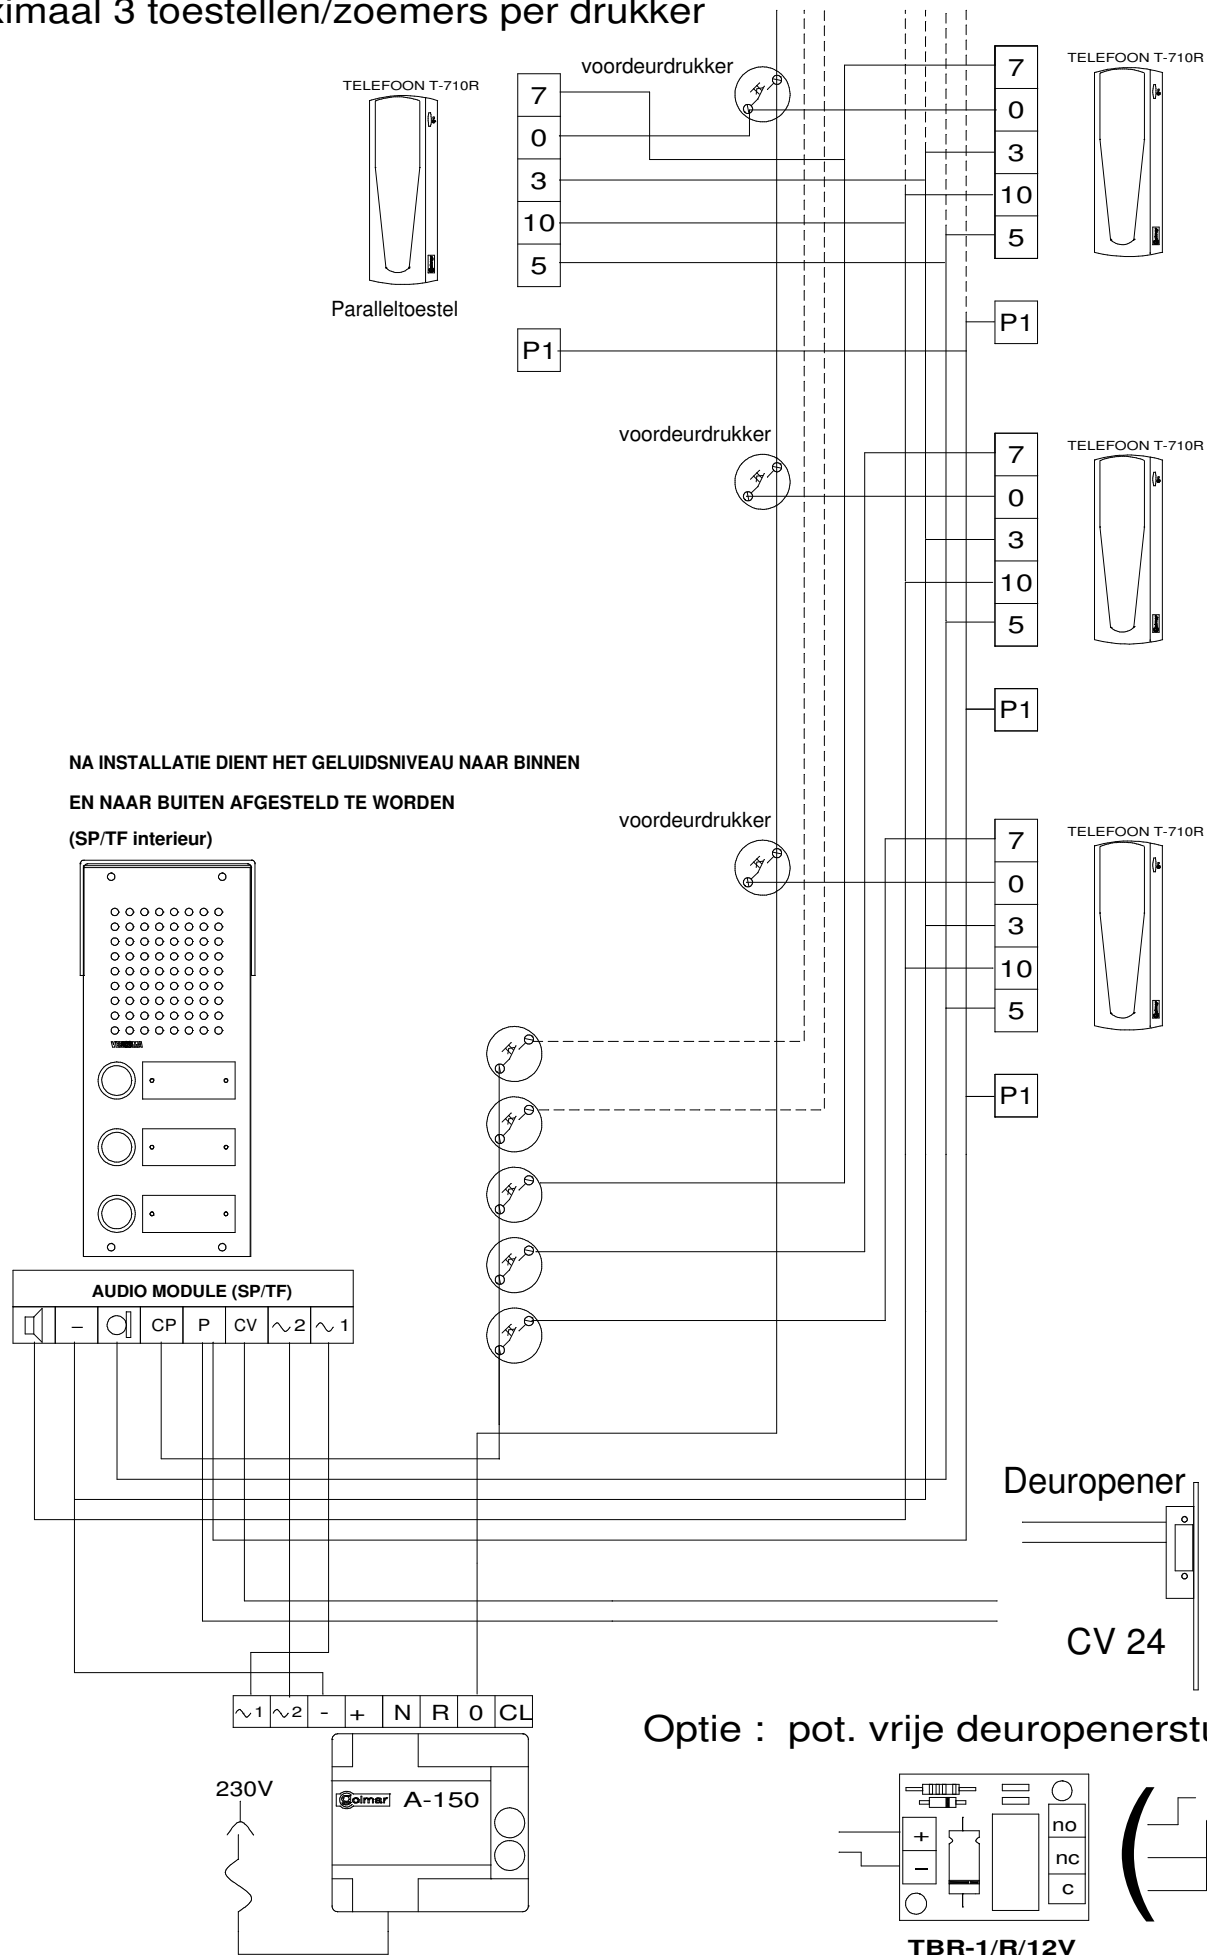 ximaal 3 toestellen/zoemers per drukker
voordeurdrukker
TELEFOON T-710R
7
0
3
10
5
P1
Paralleltoestel
TELEFOON T-710R
7
0
3
10
5
P1
voordeurdrukker
TELEFOON T-710R
7
0
3
10
5
P1
NA INSTALLATIE DIENT HET GELUIDSNIVEAU NAAR BINNEN
EN NAAR BUITEN AFGESTELD TE WORDEN
(SP/TF interieur)
voordeurdrukker
TELEFOON T-710R
7
0
3
10
5
P1
AUDIO MODULE (SP/TF)
– CP P CV ~2 ~1
Deuropener
CV 24
~1 ~2 - + N R 0 CL
Golmar A-150
230V
Optie : pot. vrije deuropenerstu
+
–
no
nc
c
TBR-1/R/12V